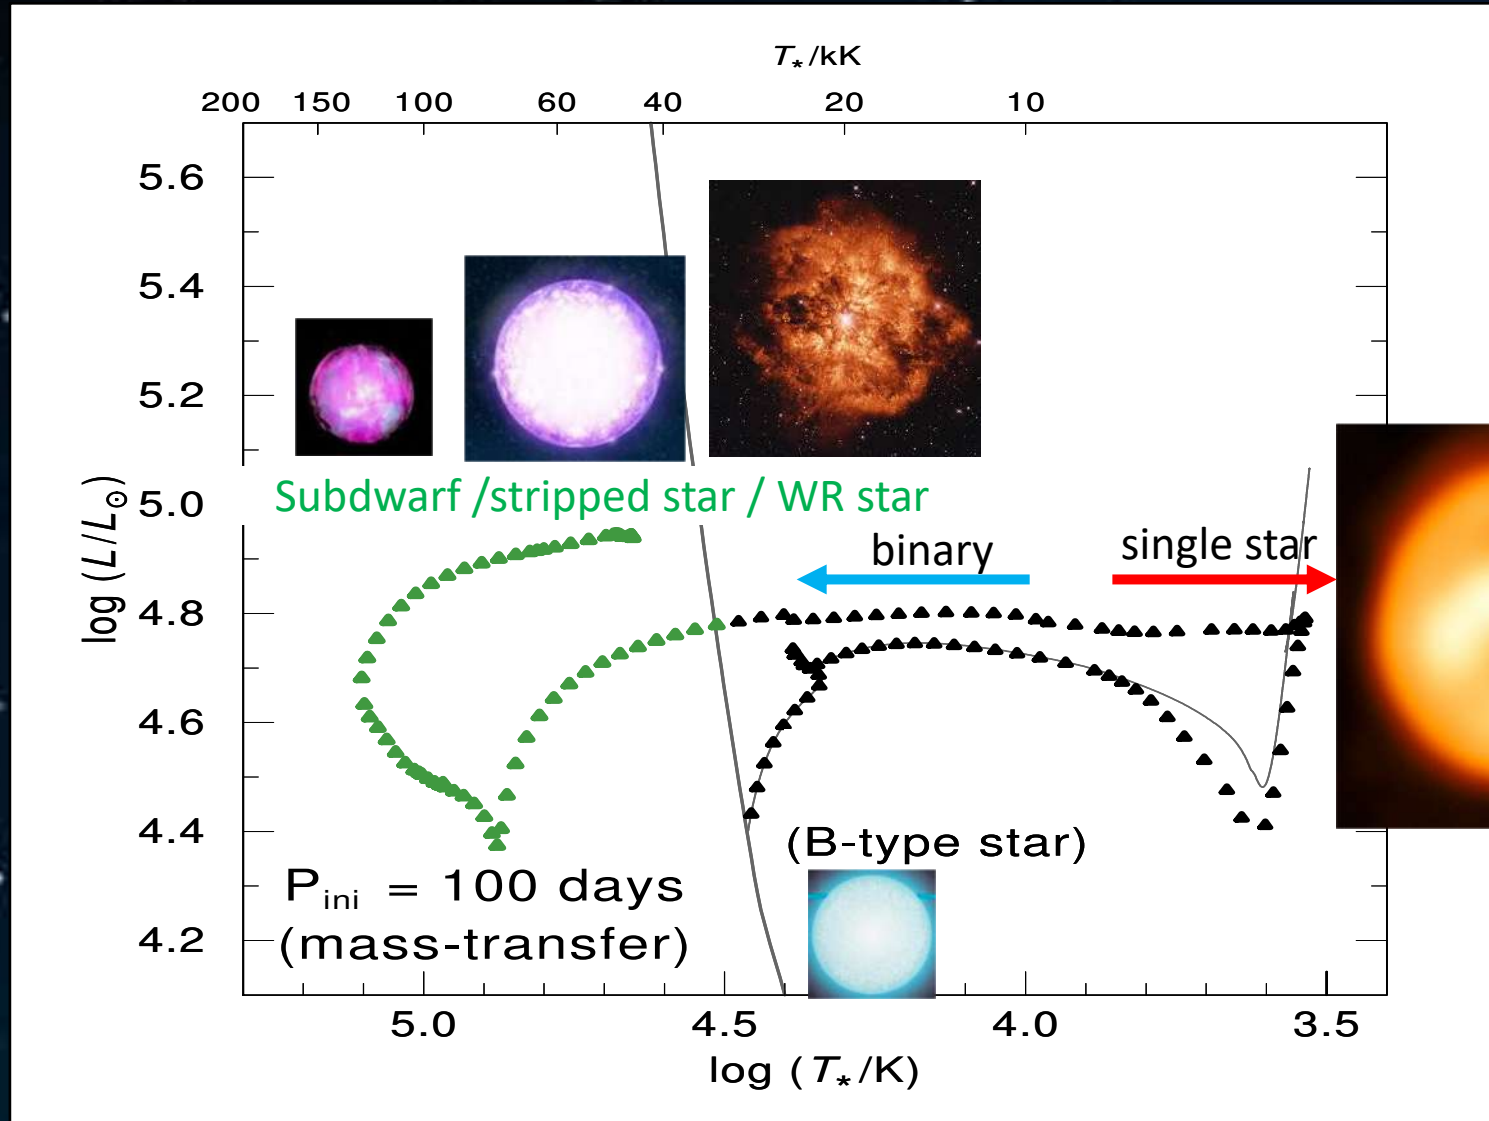 T*/kK
200 150 100 60 40 20 10
5.6
5.4
5.2
Subdwarf /stripped star / WR star
5.0
binary
single star
log (L/L⊙)
4.8
4.6
4.4
(B-type star)
P_ini = 100 days
(mass-transfer)
4.2
5.0 4.5 4.0 3.5
log (T*/K)